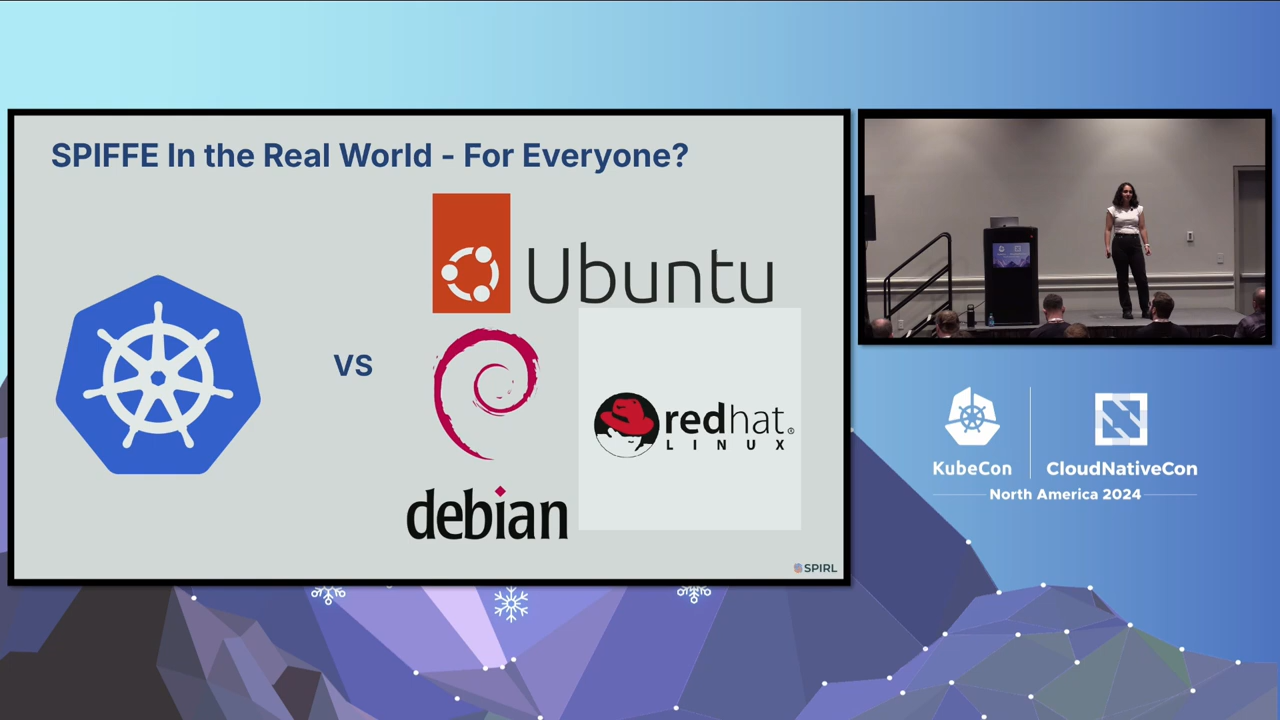 SPIFFE In the Real World - For Everyone?
Ubuntu
vs
redhat®
LINUX
debian
SPIRL
KubeCon
CloudNativeCon
North America 2024